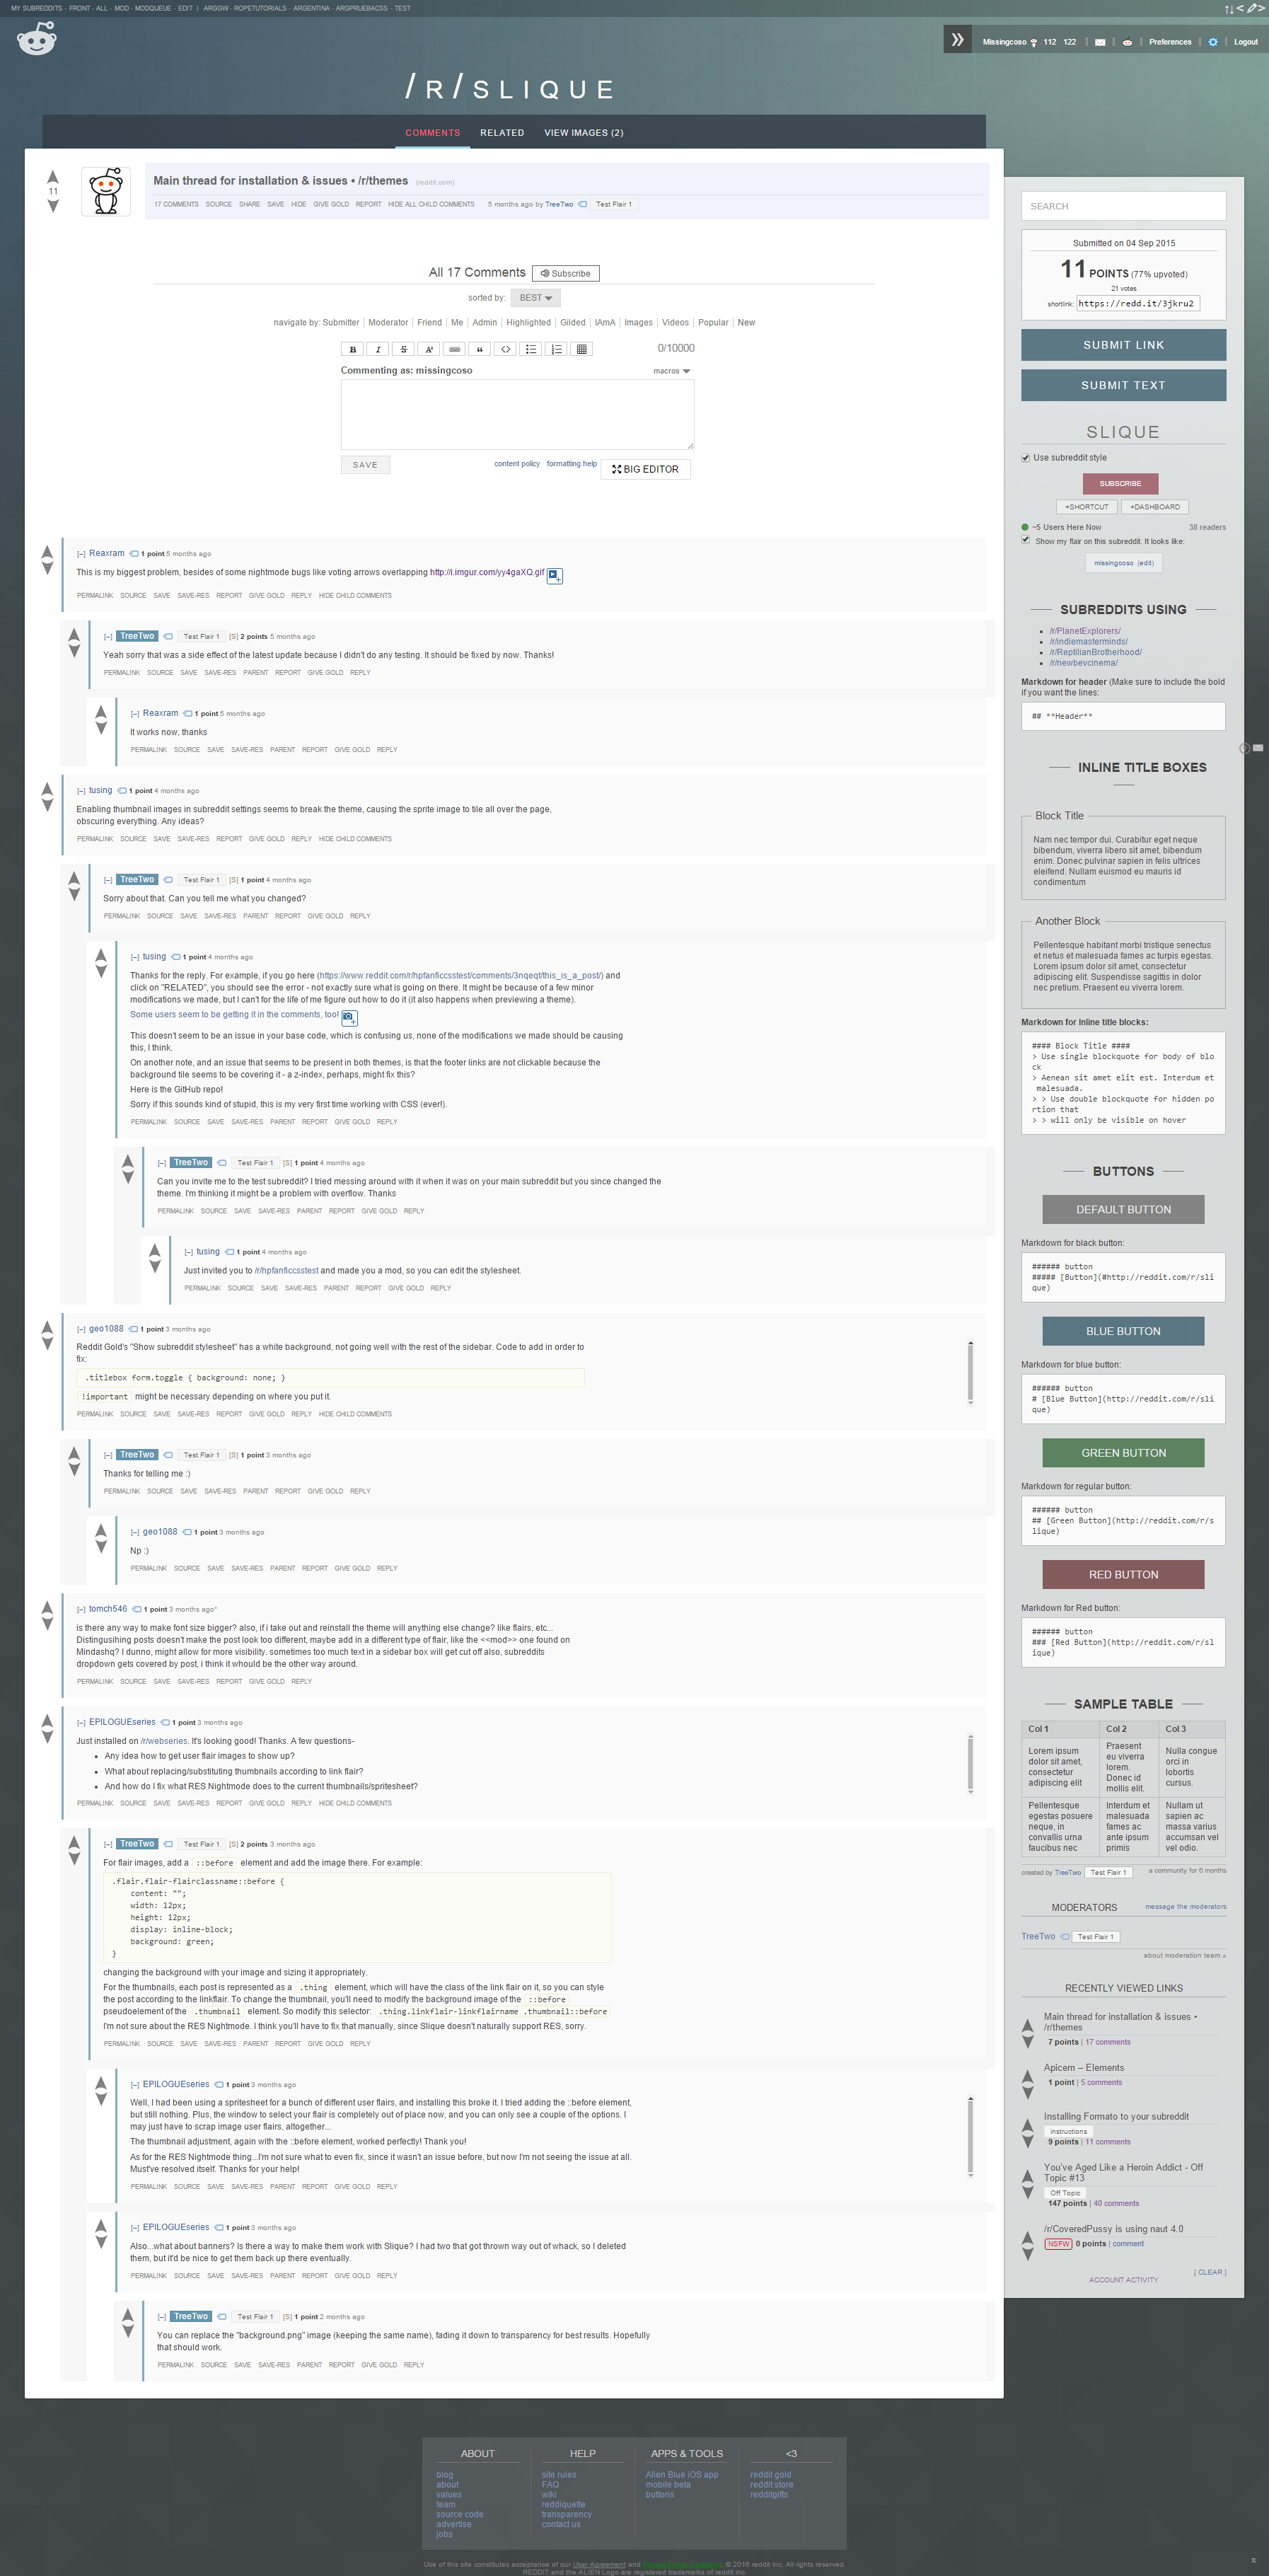 MY SUBREDDITS - FRONT - ALL - MOD - MODQUEUE - EDIT | ARGGW - ROPETUTORIALS - ARGENTINA - ARGPRUEBACSS - TEST
Missingcoso 112 122 | | | Preferences | | Logout
/R/SLIQUE
COMMENTS RELATED VIEW IMAGES (2)
11
Main thread for installation & issues • /r/themes (reddit.com)
17 COMMENTS SOURCE SHARE SAVE HIDE GIVE GOLD REPORT HIDE ALL CHILD COMMENTS 5 months ago by TreeTwo Test Flair 1
All 17 Comments Subscribe
sorted by: BEST
navigate by: Submitter | Moderator | Friend | Me | Admin | Highlighted | Gilded | IAmA | Images | Videos | Popular | New
0/10000
Commenting as: missingcoso macros
SAVE content policy formatting help BIG EDITOR
[–] Reaxram 1 point 5 months ago
This is my biggest problem, besides of some nightmode bugs like voting arrows overlapping http://i.imgur.com/yy4gaXQ.gif
PERMALINK SOURCE SAVE SAVE-RES REPORT GIVE GOLD REPLY HIDE CHILD COMMENTS
[–] TreeTwo Test Flair 1 [S] 2 points 5 months ago
Yeah sorry that was a side effect of the latest update because I didn't do any testing. It should be fixed by now. Thanks!
PERMALINK SOURCE SAVE SAVE-RES PARENT REPORT GIVE GOLD REPLY
[–] Reaxram 1 point 5 months ago
It works now, thanks
PERMALINK SOURCE SAVE SAVE-RES PARENT REPORT GIVE GOLD REPLY
[–] tusing 1 point 4 months ago
Enabling thumbnail images in subreddit settings seems to break the theme, causing the sprite image to tile all over the page,
obscuring everything. Any ideas?
PERMALINK SOURCE SAVE SAVE-RES REPORT GIVE GOLD REPLY HIDE CHILD COMMENTS
[–] TreeTwo Test Flair 1 [S] 1 point 4 months ago
Sorry about that. Can you tell me what you changed?
PERMALINK SOURCE SAVE SAVE-RES PARENT REPORT GIVE GOLD REPLY
[–] tusing 1 point 4 months ago
Thanks for the reply. For example, if you go here (https://www.reddit.com/r/hpfanficcsstest/comments/3nqeqt/this_is_a_post/) and
click on "RELATED", you should see the error - not exactly sure what is going on there. It might be because of a few minor
modifications we made, but I can't for the life of me figure out how to do it (it also happens when previewing a theme).
Some users seem to be getting it in the comments, too!
This doesn't seem to be an issue in your base code, which is confusing us, none of the modifications we made should be causing
this, I think.
On another note, and an issue that seems to be present in both themes, is that the footer links are not clickable because the
background tile seems to be covering it - a z-index, perhaps, might fix this?
Here is the GitHub repo!
Sorry if this sounds kind of stupid, this is my very first time working with CSS (ever!).
PERMALINK SOURCE SAVE SAVE-RES PARENT REPORT GIVE GOLD REPLY
[–] TreeTwo Test Flair 1 [S] 1 point 4 months ago
Can you invite me to the test subreddit? I tried messing around with it when it was on your main subreddit but you since changed the
theme. I'm thinking it might be a problem with overflow. Thanks
PERMALINK SOURCE SAVE SAVE-RES PARENT REPORT GIVE GOLD REPLY
[–] tusing 1 point 4 months ago
Just invited you to /r/hpfanficcsstest and made you a mod, so you can edit the stylesheet.
PERMALINK SOURCE SAVE SAVE-RES PARENT REPORT GIVE GOLD REPLY
[–] geo1088 1 point 3 months ago
Reddit Gold's "Show subreddit stylesheet" has a white background, not going well with the rest of the sidebar. Code to add in order to
fix:
.titlebox form.toggle { background: none; }
!important might be necessary depending on where you put it.
PERMALINK SOURCE SAVE SAVE-RES REPORT GIVE GOLD REPLY HIDE CHILD COMMENTS
[–] TreeTwo Test Flair 1 [S] 1 point 3 months ago
Thanks for telling me :)
PERMALINK SOURCE SAVE SAVE-RES PARENT REPORT GIVE GOLD REPLY
[–] geo1088 1 point 3 months ago
Np :)
PERMALINK SOURCE SAVE SAVE-RES PARENT REPORT GIVE GOLD REPLY
[–] tomch546 1 point 3 months ago*
is there any way to make font size bigger? also, if i take out and reinstall the theme will anything else change? like flairs, etc...
Distingusihing posts doesn't make the post look too different, maybe add in a different type of flair, like the <<mod>> one found on
Mindashq? I dunno, might allow for more visibility. sometimes too much text in a sidebar box will get cut off also, subreddits
dropdown gets covered by post, i think it whould be the other way around.
PERMALINK SOURCE SAVE SAVE-RES REPORT GIVE GOLD REPLY
[–] EPILOGUEseries 1 point 3 months ago
Just installed on /r/webseries. It's looking good! Thanks. A few questions-
• Any idea how to get user flair images to show up?
• What about replacing/substituting thumbnails according to link flair?
• And how do I fix what RES Nightmode does to the current thumbnails/spritesheet?
PERMALINK SOURCE SAVE SAVE-RES REPORT GIVE GOLD REPLY HIDE CHILD COMMENTS
[–] TreeTwo Test Flair 1 [S] 2 points 3 months ago
For flair images, add a ::before element and add the image there. For example:
.flair.flair-flairclassname::before {
content: "";
width: 12px;
height: 12px;
display: inline-block;
background: green;
}
changing the background with your image and sizing it appropriately.
For the thumbnails, each post is represented as a .thing element, which will have the class of the link flair on it, so you can style
the post according to the linkflair. To change the thumbnail, you'll need to modify the background image of the ::before
pseudoelement of the .thumbnail element. So modify this selector: .thing.linkflair-linkflairname .thumbnail::before
I'm not sure about the RES Nightmode. I think you'll have to fix that manually, since Slique doesn't naturally support RES, sorry.
PERMALINK SOURCE SAVE SAVE-RES PARENT REPORT GIVE GOLD REPLY
[–] EPILOGUEseries 1 point 3 months ago
Well, I had been using a spritesheet for a bunch of different user flairs, and installing this broke it. I tried adding the ::before element,
but still nothing. Plus, the window to select your flair is completely out of place now, and you can only see a couple of the options. I
may just have to scrap image user flairs, altogether...
The thumbnail adjustment, again with the ::before element, worked perfectly! Thank you!
As for the RES Nightmode thing...I'm not sure what to even fix, since it wasn't an issue before, but now I'm not seeing the issue at all.
Must've resolved itself. Thanks for your help!
PERMALINK SOURCE SAVE SAVE-RES PARENT REPORT GIVE GOLD REPLY
[–] EPILOGUEseries 1 point 3 months ago
Also...what about banners? Is there a way to make them work with Slique? I had two that got thrown way out of whack, so I deleted
them, but it'd be nice to get them back up there eventually.
PERMALINK SOURCE SAVE SAVE-RES PARENT REPORT GIVE GOLD REPLY
[–] TreeTwo Test Flair 1 [S] 1 point 2 months ago
You can replace the "background.png" image (keeping the same name); fading it down to transparency for best results. Hopefully
that should work.
PERMALINK SOURCE SAVE SAVE-RES PARENT REPORT GIVE GOLD REPLY
SEARCH
Submitted on 04 Sep 2015
11 POINTS (77% upvoted)
21 votes
shortlink: https://redd.it/3jkru2
SUBMIT LINK
SUBMIT TEXT
SLIQUE
Use subreddit style
SUBSCRIBE
+SHORTCUT +DASHBOARD
~5 Users Here Now 38 readers
Show my flair on this subreddit. It looks like:
missingcoso (edit)
SUBREDDITS USING
• /r/PlanetExplorers/
• /r/indiemasterminds/
• /r/ReptilianBrotherhood/
• /r/newbevcinema/
Markdown for header (Make sure to include the bold
if you want the lines:
## **Header**
INLINE TITLE BOXES
Block Title
Nam nec tempor dui. Curabitur eget neque
bibendum, viverra libero sit amet, bibendum
enim. Donec pulvinar sapien in felis ultrices
eleifend. Nullam euismod eu mauris id
condimentum
Another Block
Pellentesque habitant morbi tristique senectus
et netus et malesuada fames ac turpis egestas.
Lorem ipsum dolor sit amet, consectetur
adipiscing elit. Suspendisse sagittis in dolor
nec pretium. Praesent eu viverra lorem.
Markdown for Inline title blocks:
#### Block Title ####
> Use single blockquote for body of blo
ck
> Aenean sit amet elit est. Interdum et
malesuada.
> > Use double blockquote for hidden po
rtion that
> > will only be visible on hover
BUTTONS
DEFAULT BUTTON
Markdown for black button:
###### button
##### [Button](#http://reddit.com/r/sli
que)
BLUE BUTTON
Markdown for blue button:
###### button
# [Blue Button](http://reddit.com/r/sli
que)
GREEN BUTTON
Markdown for regular button:
###### button
## [Green Button](http://reddit.com/r/s
lique)
RED BUTTON
Markdown for Red button:
###### button
### [Red Button](http://reddit.com/r/sl
ique)
SAMPLE TABLE
Col 1 Col 2 Col 3
Lorem ipsum dolor sit amet, consectetur adipiscing elit
Praesent eu viverra lorem. Donec id mollis elit.
Nulla congue orci in lobortis cursus.
Pellentesque egestas posuere neque, in convallis urna faucibus nec
Interdum et malesuada fames ac ante ipsum primis
Nullam ut sapien ac massa varius accumsan vel vel odio.
created by TreeTwo Test Flair 1 a community for 6 months
MODERATORS message the moderators
TreeTwo Test Flair 1
about moderation team »
RECENTLY VIEWED LINKS
Main thread for installation & issues •
/r/themes
7 points | 17 comments
Apicem – Elements
1 point | 5 comments
Installing Formato to your subreddit
instructions
9 points | 11 comments
You've Aged Like a Heroin Addict - Off
Topic #13
Off Topic
147 points | 40 comments
/r/CoveredPussy is using naut 4.0
NSFW 0 points | comment
[ CLEAR ]
ACCOUNT ACTIVITY
ABOUT HELP APPS & TOOLS <3
blog site rules Alien Blue iOS app reddit gold
about FAQ mobile beta reddit store
values wiki buttons redditgifts
team reddiquette
source code transparency
advertise contact us
jobs
Use of this site constitutes acceptance of our User Agreement and © 2016 reddit inc. All rights reserved.
REDDIT and the ALIEN Logo are registered trademarks of reddit inc.
π